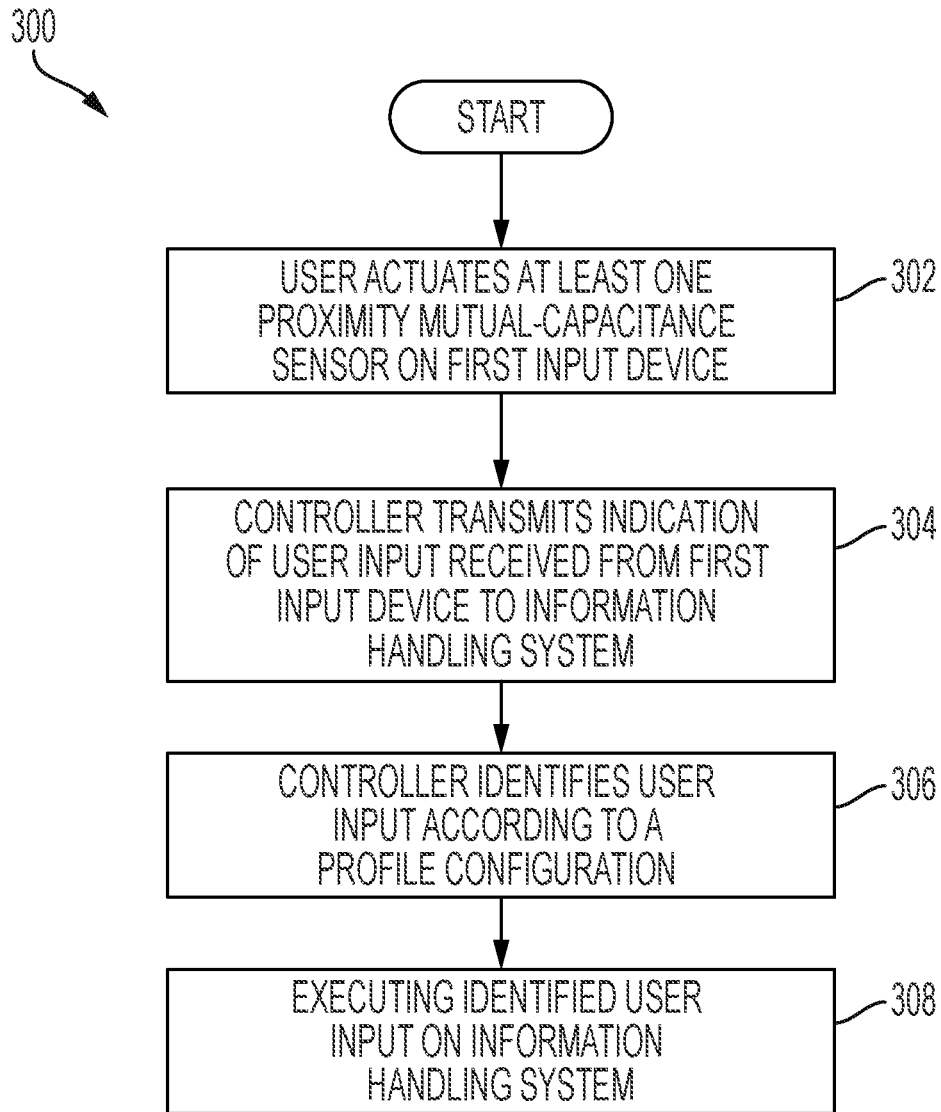 300
START
USER ACTUATES AT LEAST ONE
PROXIMITY MUTUAL-CAPACITANCE
SENSOR ON FIRST INPUT DEVICE
302
CONTROLLER TRANSMITS INDICATION
OF USER INPUT RECEIVED FROM FIRST
INPUT DEVICE TO INFORMATION
HANDLING SYSTEM
304
CONTROLLER IDENTIFIES USER
INPUT ACCORDING TO A
PROFILE CONFIGURATION
306
EXECUTING IDENTIFIED USER
INPUT ON INFORMATION
HANDLING SYSTEM
308